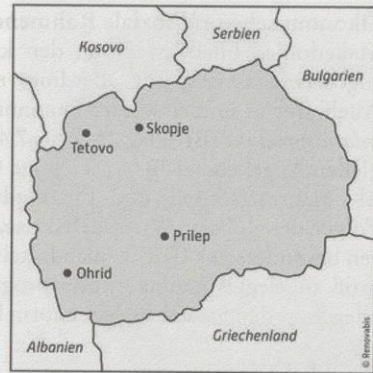 Kosovo
Serbien
Bulgarien
Skopje
Tetovo
Prilep
Ohrid
Albanien
Griechenland
© Renovabis